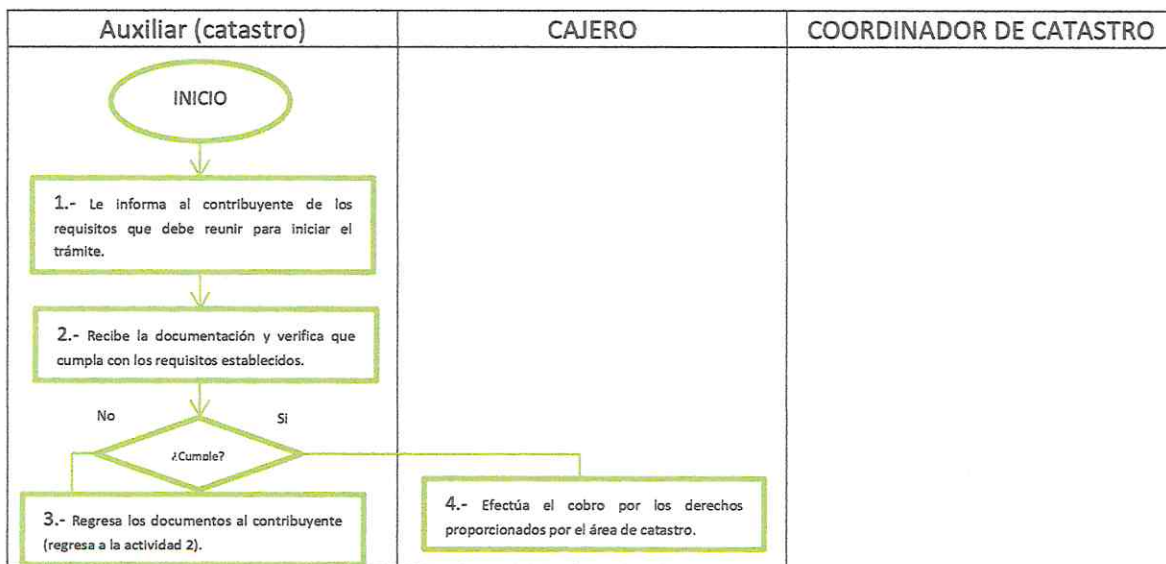 Auxiliar (catastro)
CAJERO
COORDINADOR DE CATASTRO
INICIO
1.- Le informa al contribuyente de los
requisitos que debe reunir para iniciar el
trámite.
2.- Recibe la documentación y verifica que
cumpla con los requisitos establecidos.
No
Si
¿Cumple?
3.- Regresa los documentos al contribuyente
(regresa a la actividad 2).
4.- Efectúa el cobro por los derechos
proporcionados por el área de catastro.